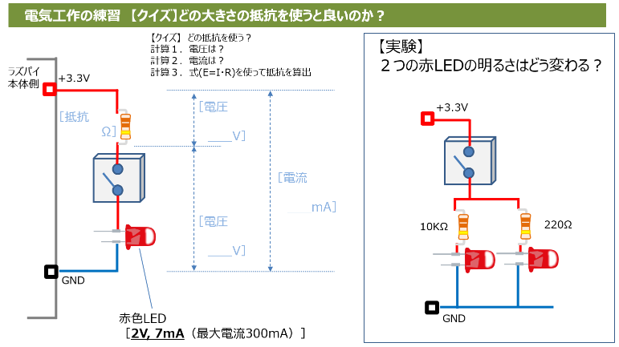 電気工作の練習 【クイズ】どの大きさの抵抗を使うと良いのか？
【クイズ】 どの抵抗を使う？
計算１．電圧は？
計算２．電流は？
計算３．式(E=I・R)を使って抵抗を算出
ラズパイ
本体側
+3.3V
［抵抗
Ω］
［電圧
____V］
［電流
____mA］
［電圧
____V］
GND
赤色LED
［2V, 7mA（最大電流300mA）］
【実験】
２つの赤LEDの明るさはどう変わる？
+3.3V
10KΩ
220Ω
GND